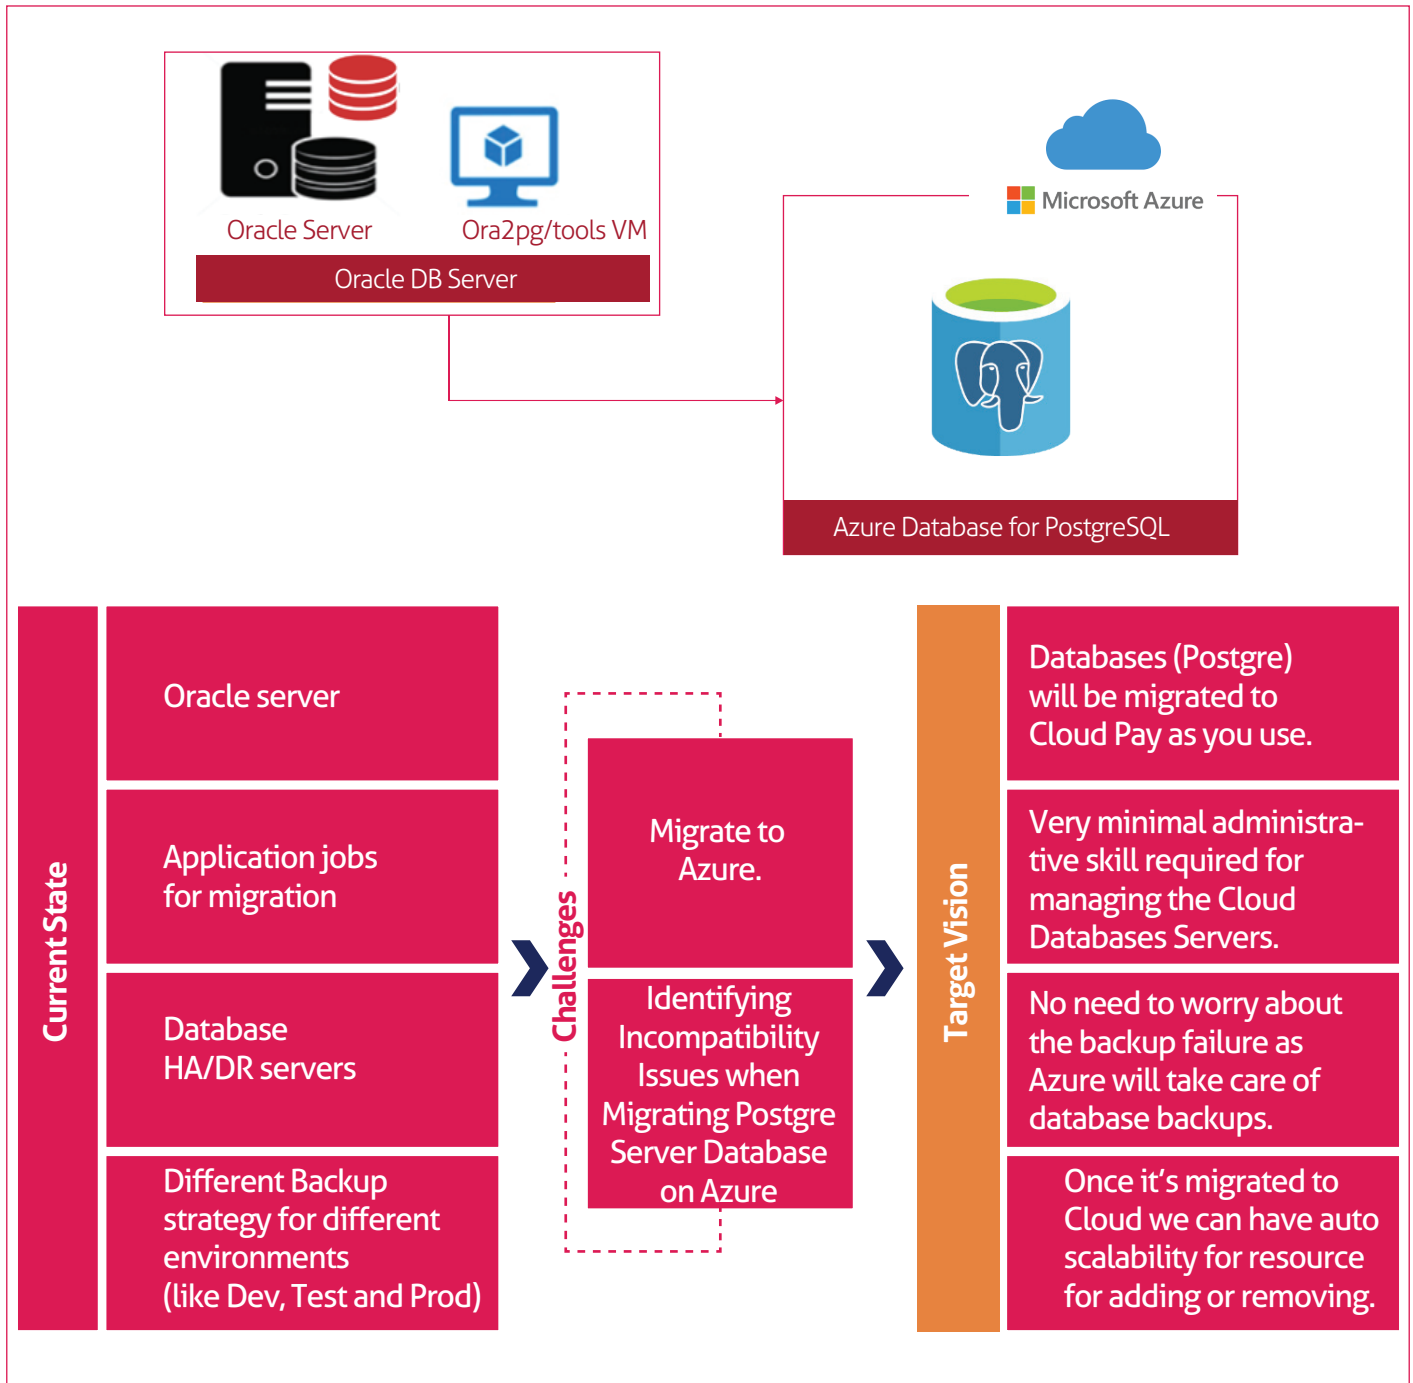 Oracle Server
Ora2pg/tools VM
Oracle DB Server
Microsoft Azure
Azure Database for PostgreSQL
Current State
Oracle server
Application jobs
for migration
Database
HA/DR servers
Different Backup
strategy for different
environments
(like Dev, Test and Prod)
Challenges
Migrate to
Azure.
Identifying
Incompatibility
Issues when
Migrating Postgre
Server Database
on Azure
Target Vision
Databases (Postgre)
will be migrated to
Cloud Pay as you use.
Very minimal administra-
tive skill required for
managing the Cloud
Databases Servers.
No need to worry about
the backup failure as
Azure will take care of
database backups.
Once it's migrated to
Cloud we can have auto
scalability for resource
for adding or removing.